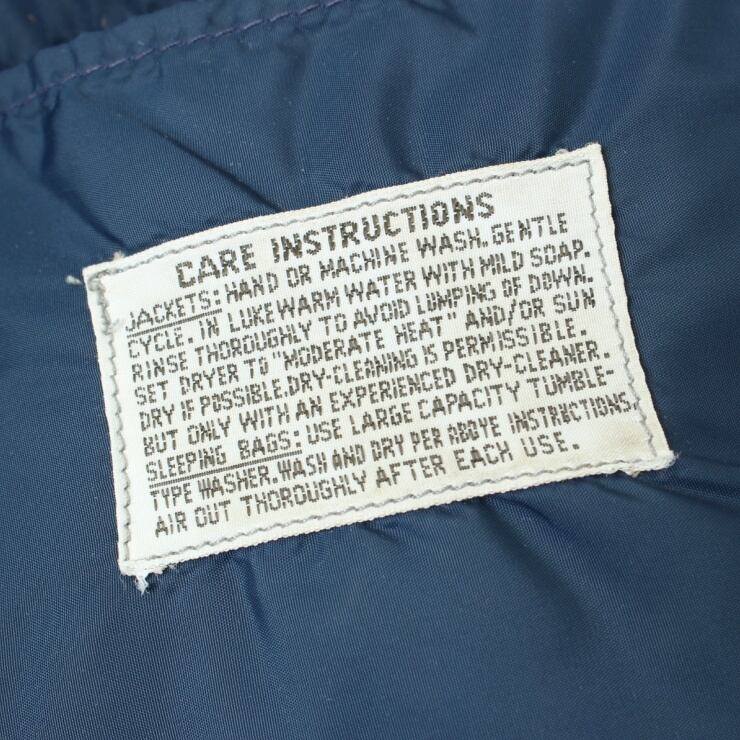 CARE INSTRUCTIONS
JACKETS: HAND OR MACHINE WASH. GENTLE
CYCLE. IN LUKEWARM WATER WITH MILD SOAP.
RINSE THOROUGHLY TO AVOID LUMPING OF DOWN.
SET DRYER TO "MODERATE HEAT" AND/OR SUN
DRY IF POSSIBLE. DRY-CLEANING IS PERMISSIBLE.
BUT ONLY WITH AN EXPERIENCED DRY-CLEANER.
SLEEPING BAGS: USE LARGE CAPACITY TUMBLE-
TYPE WASHER. WASH AND DRY PER ABOVE INSTRUCTIONS.
AIR OUT THOROUGHLY AFTER EACH USE.